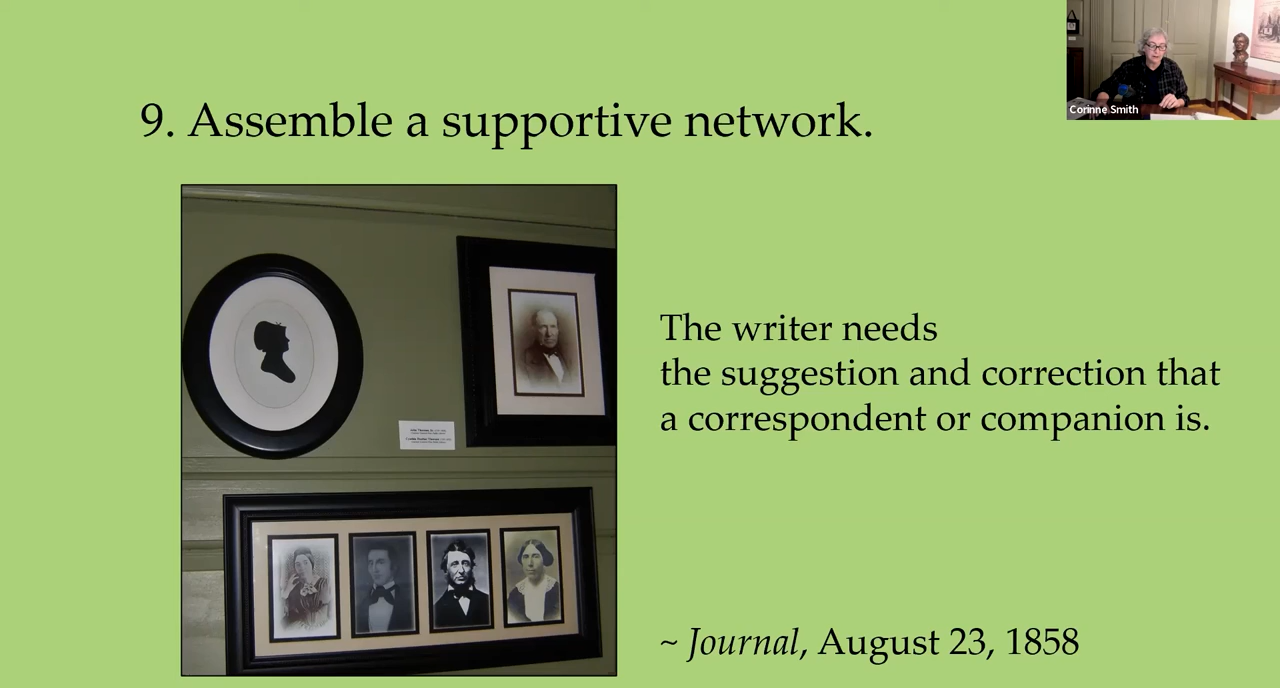 9. Assemble a supportive network.
Corinne Smith
The writer needs
the suggestion and correction that
a correspondent or companion is.
~ Journal, August 23, 1858